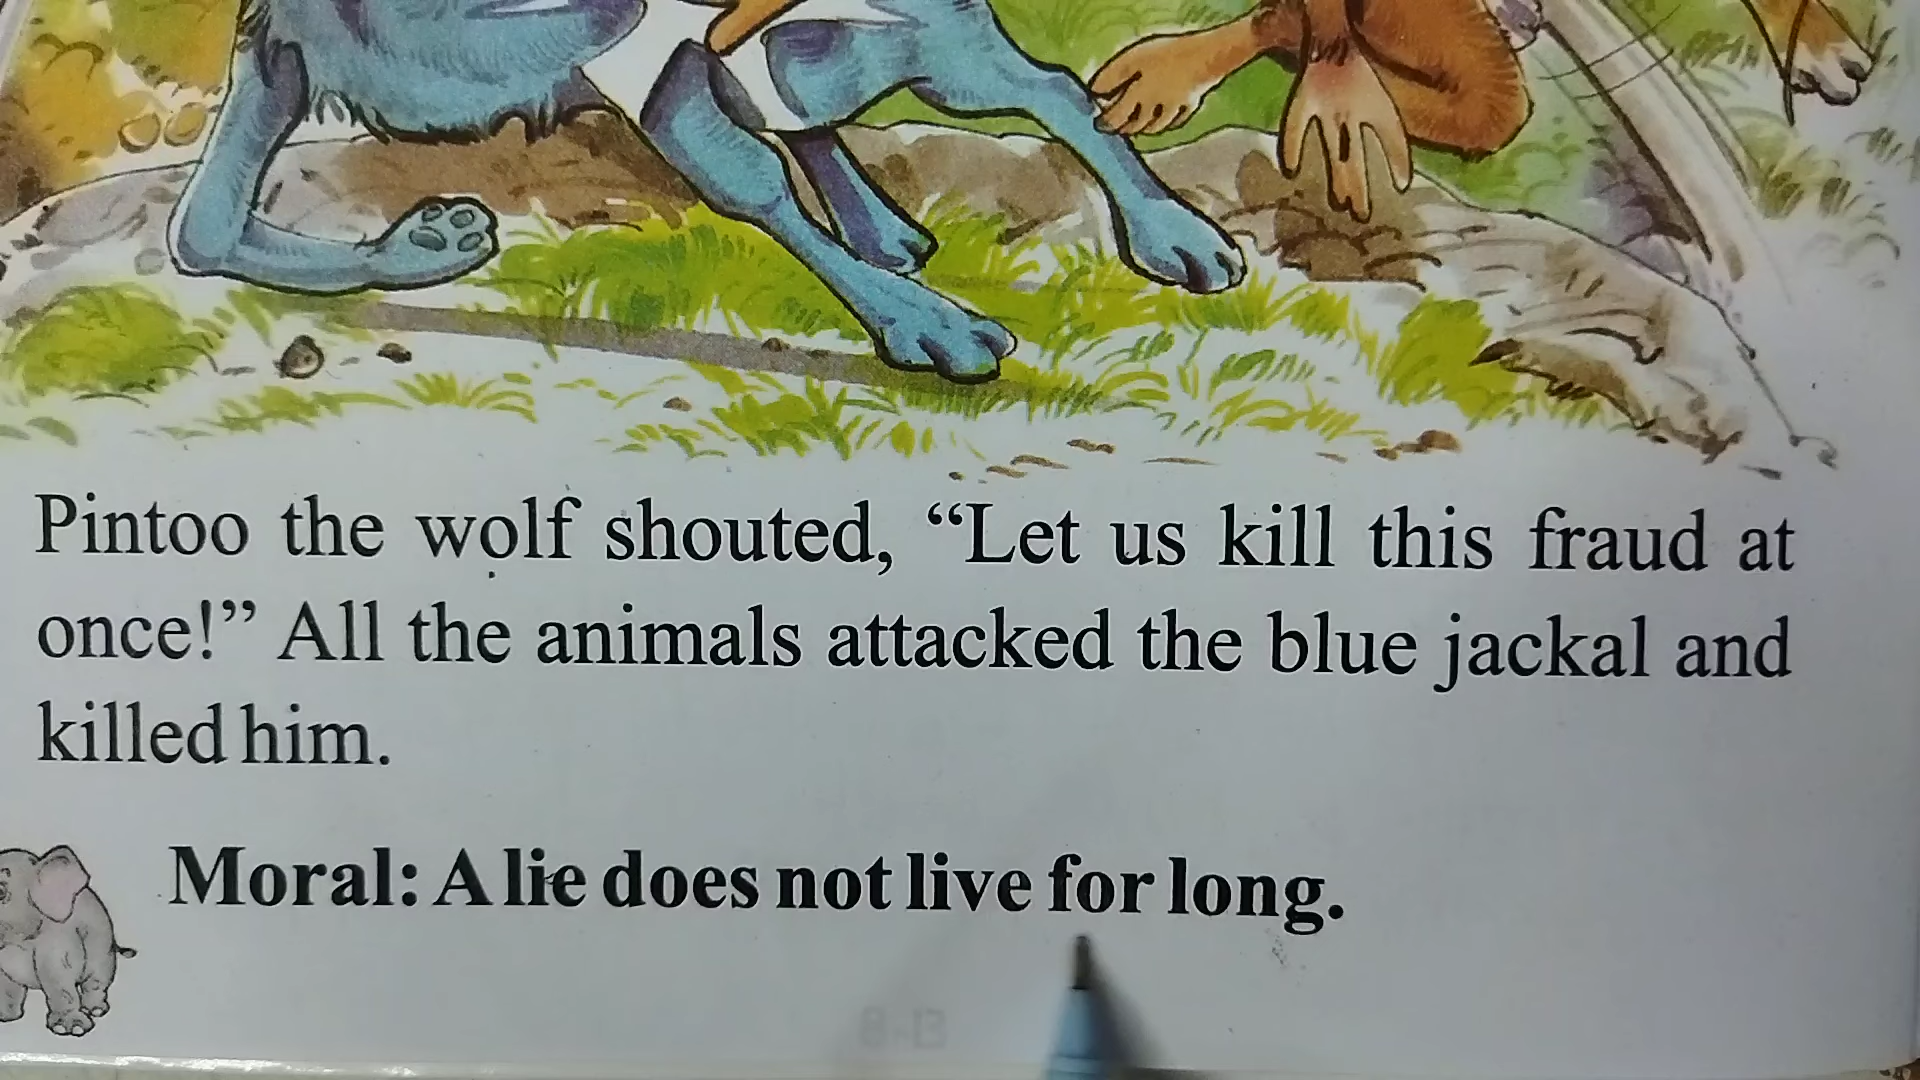 Pintoo the wolf shouted, “Let us kill this fraud at
once!” All the animals attacked the blue jackal and
killed him.
Moral: A lie does not live for long.